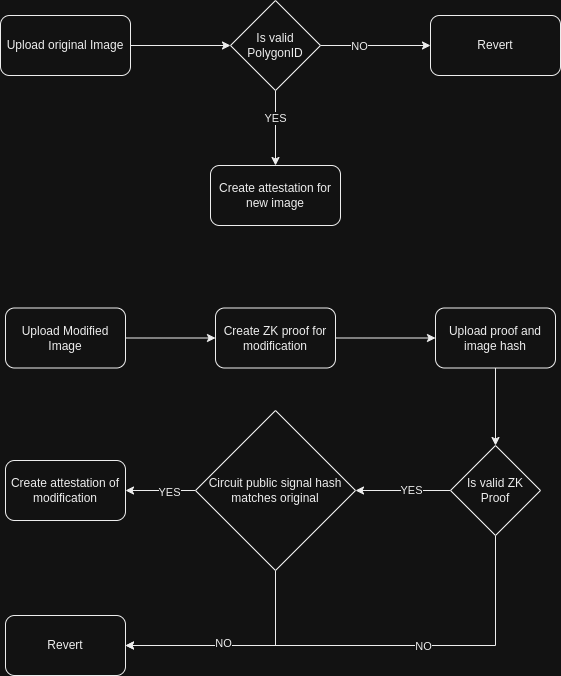 Upload original Image
Is valid
PolygonID
NO
Revert
YES
Create attestation for
new image
Upload Modified
Image
Create ZK proof for
modification
Upload proof and
image hash
Create attestation of
modification
YES
Circuit public signal hash
matches original
YES
Is valid ZK
Proof
Revert
NO
NO